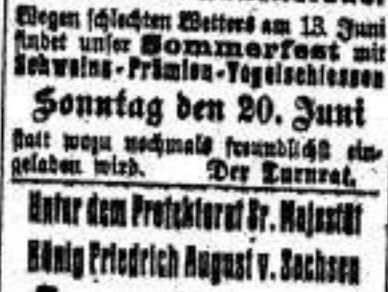 Wegen schlechten Wetters am 13. Juni
findet unser Sommerfest mit
Schweins-Prämien-Vogelschiessen
Sonntag den 20. Juni
statt wozu nochmals freundlichst ein-
geladen wird. Der Turnrat.
Unter dem Protektorat Sr. Majestät
König Friedrich August v. Sachsen